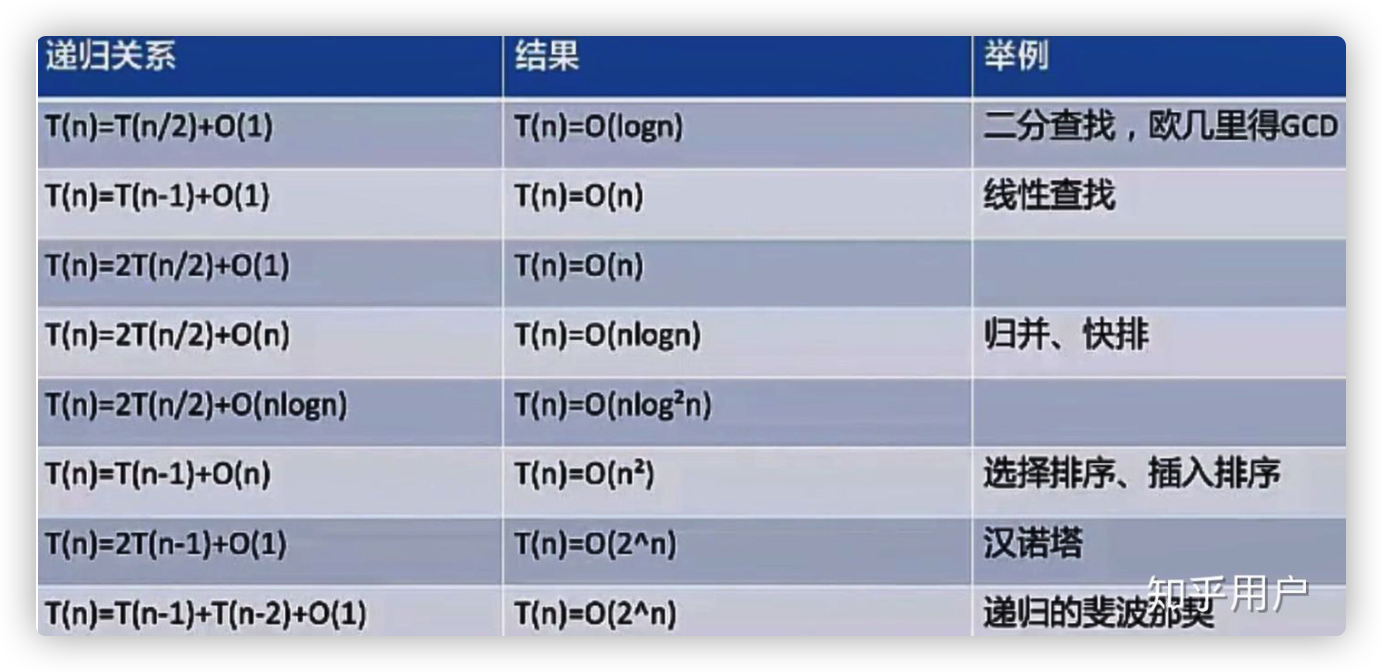 递归关系 结果 举例
T(n)=T(n/2)+O(1) T(n)=O(logn) 二分查找，欧几里得GCD
T(n)=T(n-1)+O(1) T(n)=O(n) 线性查找
T(n)=2T(n/2)+O(1) T(n)=O(n)
T(n)=2T(n/2)+O(n) T(n)=O(nlogn) 归并、快排
T(n)=2T(n/2)+O(nlogn) T(n)=O(nlog²n)
T(n)=T(n-1)+O(n) T(n)=O(n²) 选择排序、插入排序
T(n)=2T(n-1)+O(1) T(n)=O(2^n) 汉诺塔
T(n)=T(n-1)+T(n-2)+O(1) T(n)=O(2^n) 递归的斐波那契
知乎用户